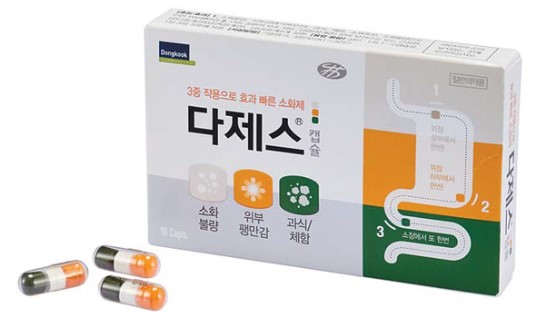 Dongkook
일반의약품
3중 작용으로 효과 빠른 소화제
다제스®
캡슐
소화
불량
위부
팽만감
과식/
체함
10 Caps.
1
위장
상부에서
한번
위장
하부에서
한번
2
3
소장에서 또 한번
다제스